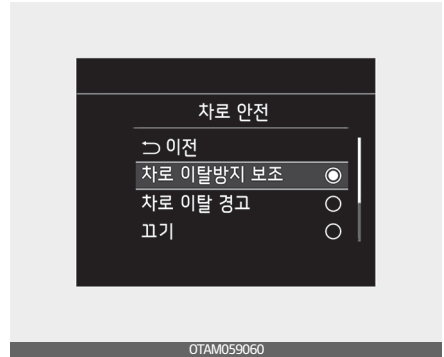 차로 안전
이전
차로 이탈방지 보조
차로 이탈 경고
끄기
OTAM059060